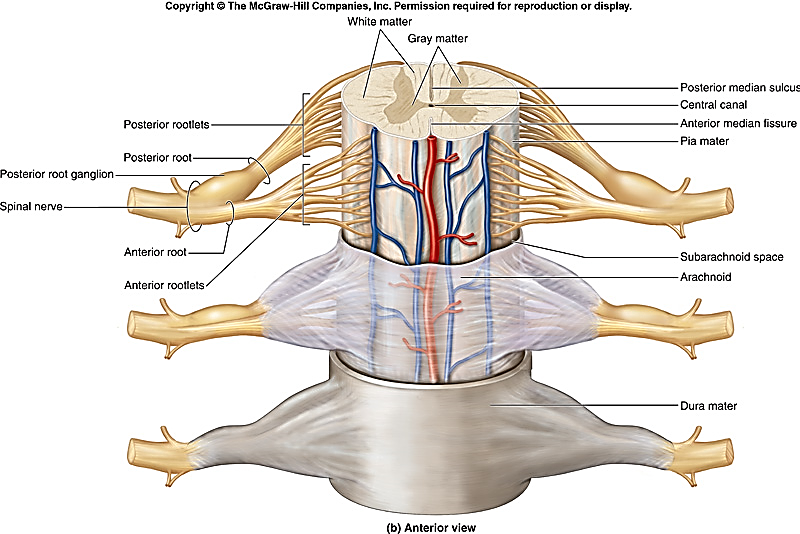 Copyright © The McGraw-Hill Companies, Inc. Permission required for reproduction or display.
White matter
Gray matter
Posterior median sulcus
Central canal
Anterior median fissure
Pia mater
Posterior rootlets
Posterior root
Posterior root ganglion
Spinal nerve
Anterior root
Anterior rootlets
Subarachnoid space
Arachnoid
Dura mater
(b) Anterior view